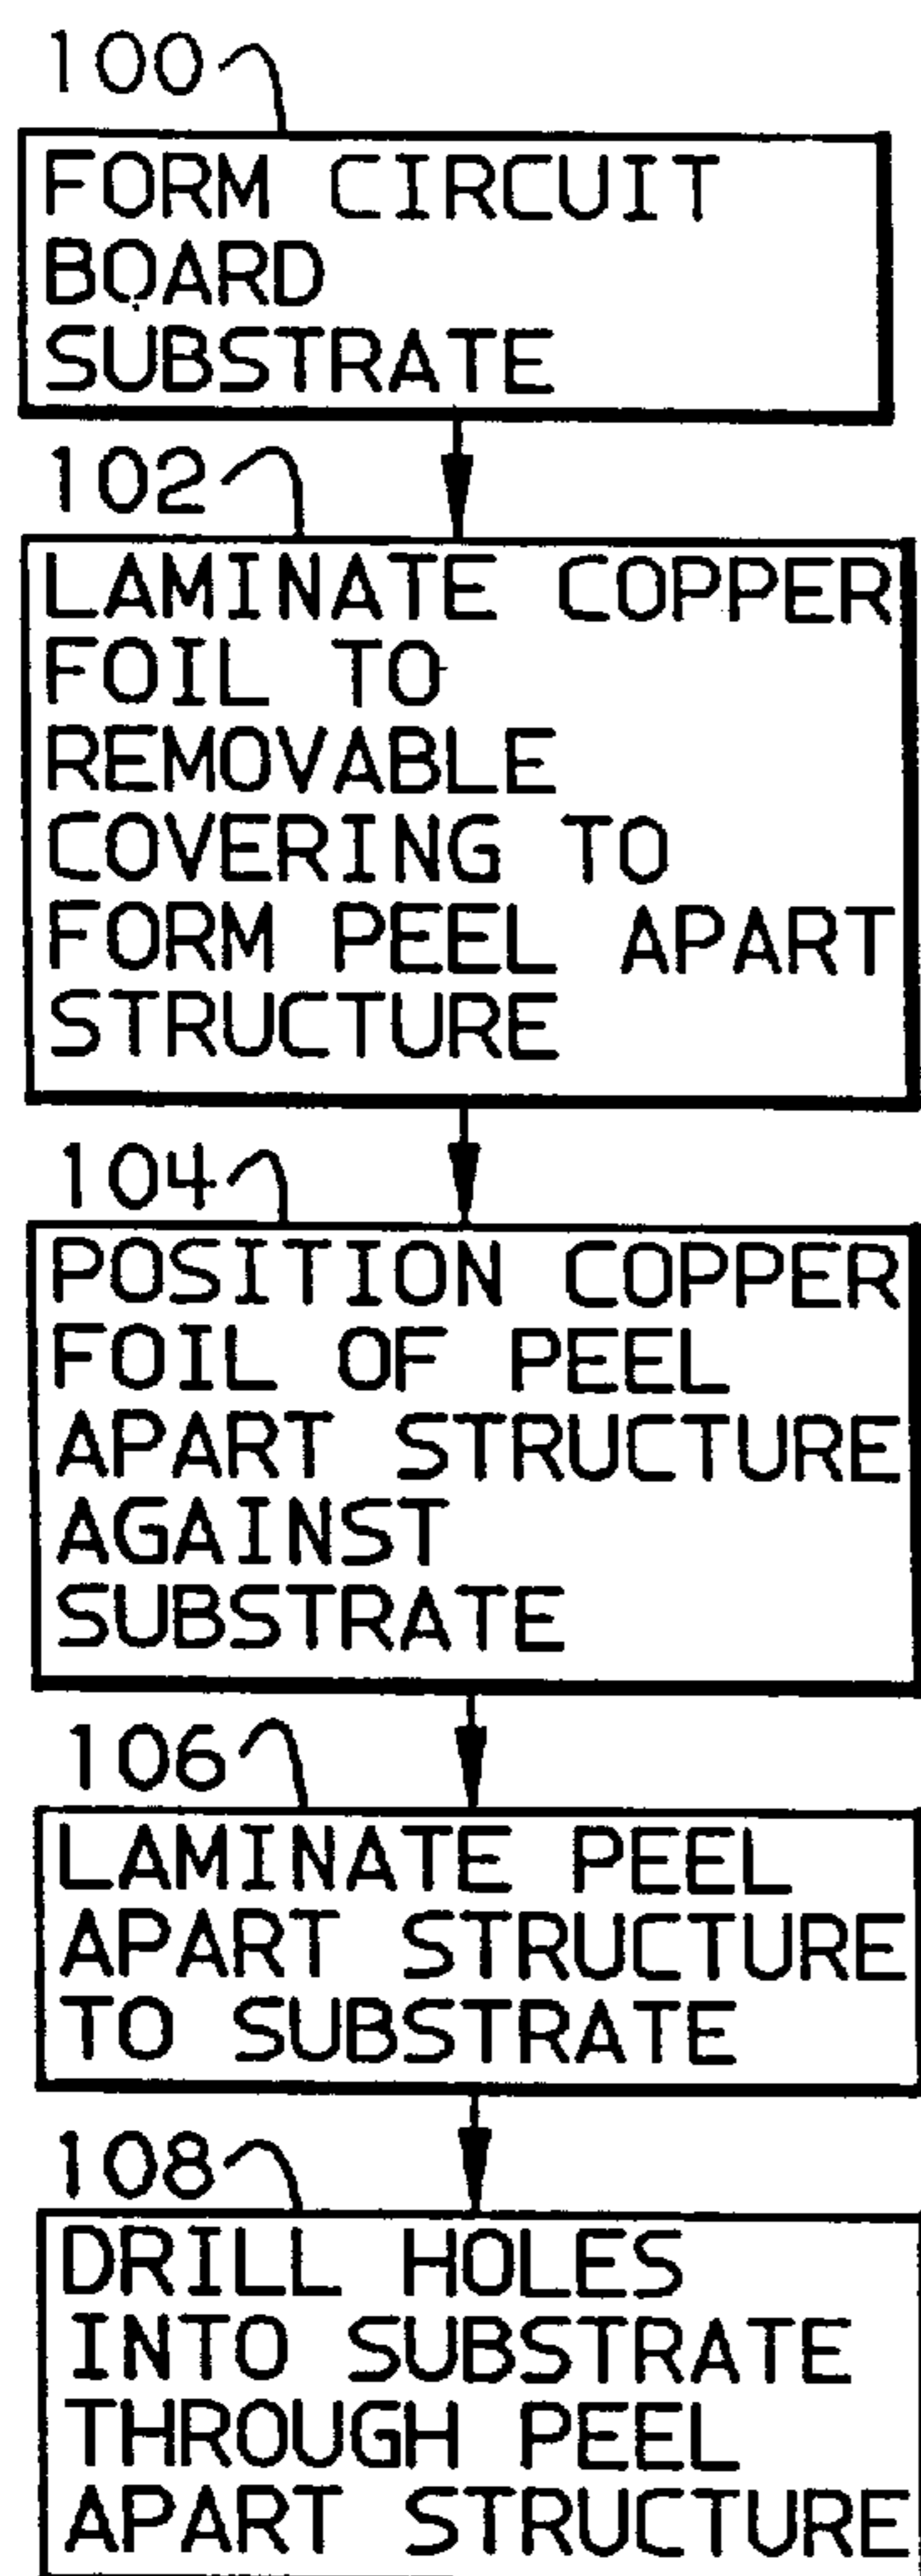 100
FORM CIRCUIT
BOARD
SUBSTRATE
102
LAMINATE COPPER
FOIL TO
REMOVABLE
COVERING TO
FORM PEEL APART
STRUCTURE
104
POSITION COPPER
FOIL OF PEEL
APART STRUCTURE
AGAINST
SUBSTRATE
106
LAMINATE PEEL
APART STRUCTURE
TO SUBSTRATE
108
DRILL HOLES
INTO SUBSTRATE
THROUGH PEEL
APART STRUCTURE